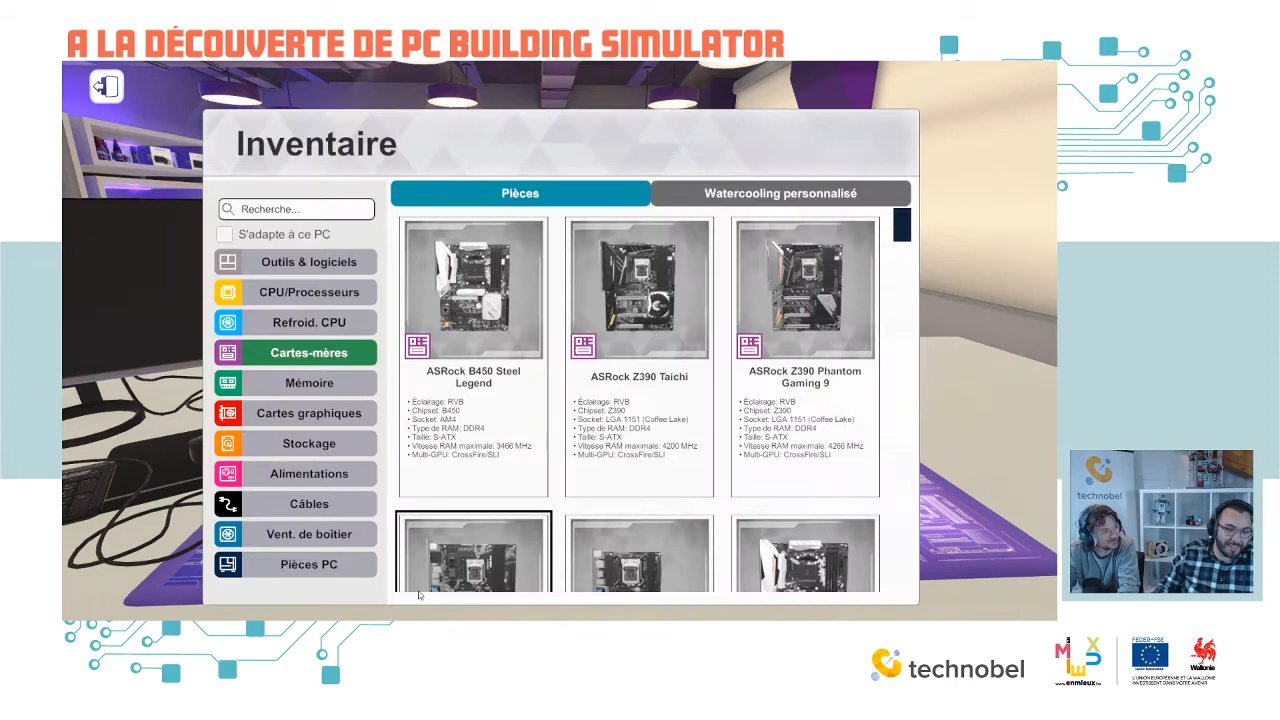 A LA DÉCOUVERTE DE PC BUILDING SIMULATOR
Inventaire
Pièces
Watercooling personnalisé
Recherche...
S'adapte à ce PC
Outils & logiciels
CPU/Processeurs
Refroid. CPU
Cartes-mères
Mémoire
Cartes graphiques
Stockage
Alimentations
Câbles
Vent. de boîtier
Pièces PC
ASRock B450 Steel
Legend
• Éclairage: RVB
• Chipset: B450
• Socket: AM4
• Type de RAM: DDR4
• Taille: S-ATX
• Vitesse RAM maximale: 3466 MHz
• Multi-GPU: CrossFire/SLI
ASRock Z390 Taichi
• Éclairage: RVB
• Chipset: Z390
• Socket: LGA 1151 (Coffee Lake)
• Type de RAM: DDR4
• Taille: S-ATX
• Vitesse RAM maximale: 4200 MHz
• Multi-GPU: CrossFire/SLI
ASRock Z390 Phantom
Gaming 9
• Éclairage: RVB
• Chipset: Z390
• Socket: LGA 1151 (Coffee Lake)
• Type de RAM: DDR4
• Taille: S-ATX
• Vitesse RAM maximale: 4266 MHz
• Multi-GPU: CrossFire/SLI
technobel
technobel
EN
MIEUX
www.enmieux.be
FEDER-FSE
UNION EUROPÉENNE
Wallonie
L'UNION EUROPÉENNE ET LA WALLONIE
INVESTISSENT DANS VOTRE AVENIR